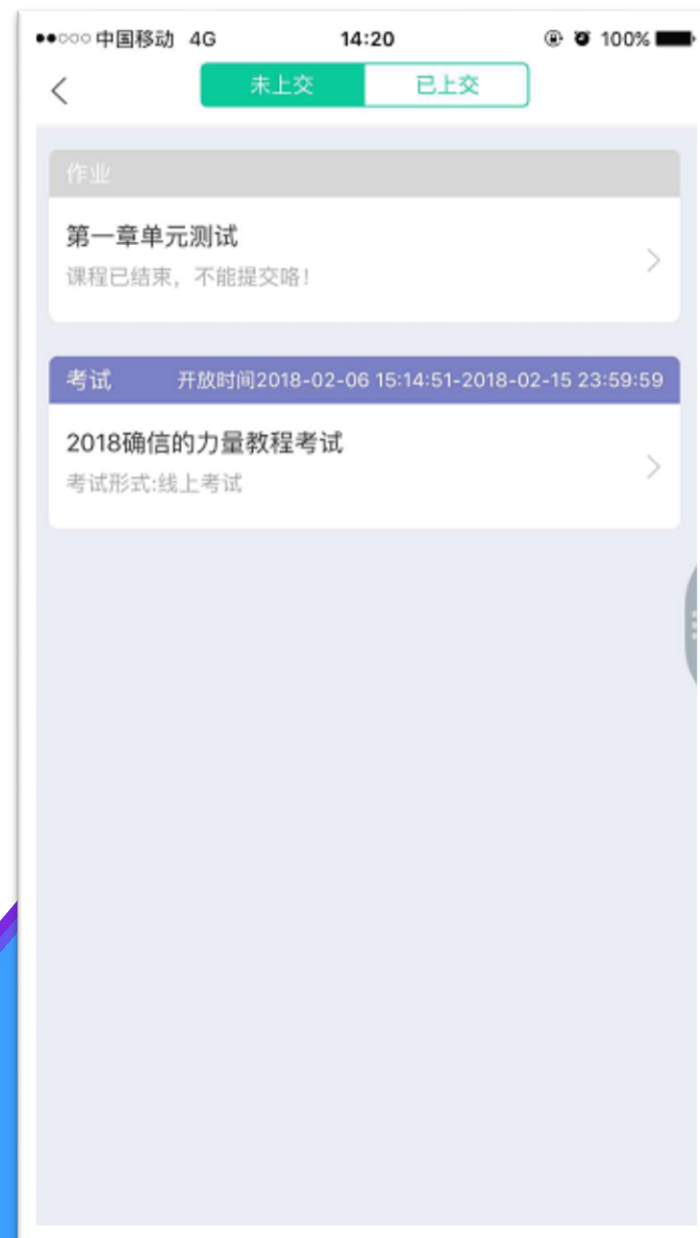 中国移动 4G 14:20 100%
未上交 已上交
作业
第一章单元测试
课程已结束，不能提交咯！
考试 开放时间2018-02-06 15:14:51-2018-02-15 23:59:59
2018确信的力量教程考试
考试形式:线上考试